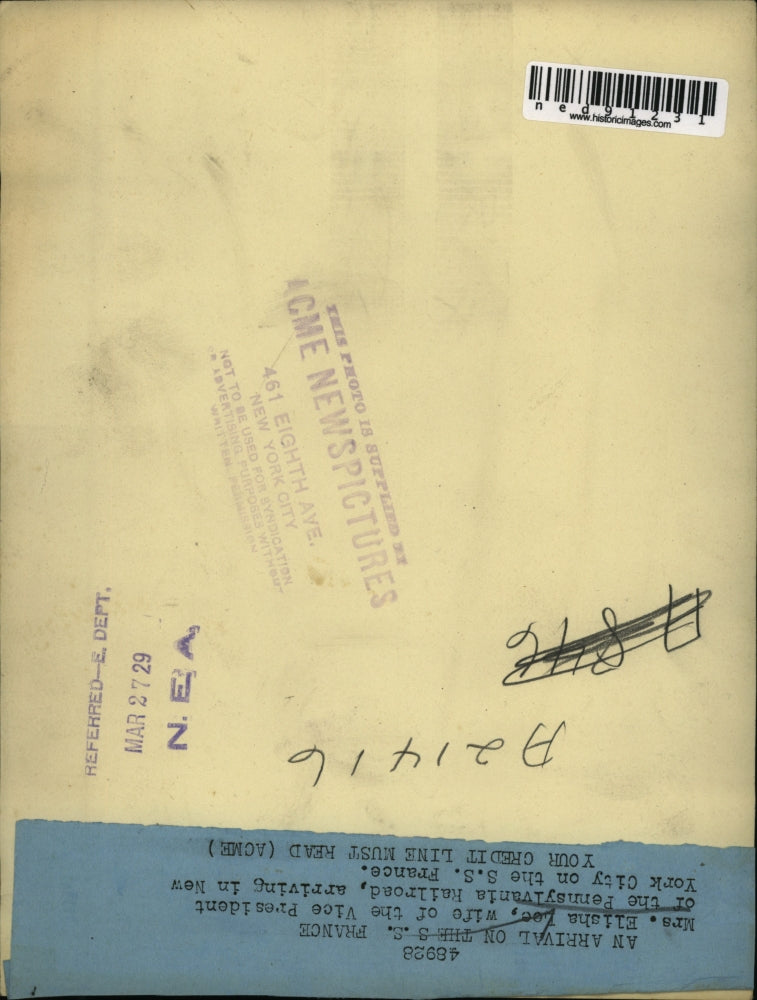 ned91231
www.historicimages.com
THIS PHOTO IS SUPPLIED BY
ACME NEWSPICTURES
461 EIGHTH AVE.
NEW YORK CITY
NOT TO BE USED FOR SYNDICATION
OR ADVERTISING PURPOSES WITHOUT
WRITTEN PERMISSION
REFERRED—E. DEPT.
MAR 27 29
N. E. A.
A 846
A21416
48928
AN ARRIVAL ON THE S.S. FRANCE
Mrs. Elisha Lee, wife of the Vice President
of the Pennsylvania Railroad, arriving in New
York City on the S.S. France.
YOUR CREDIT LINE MUST READ (ACME)